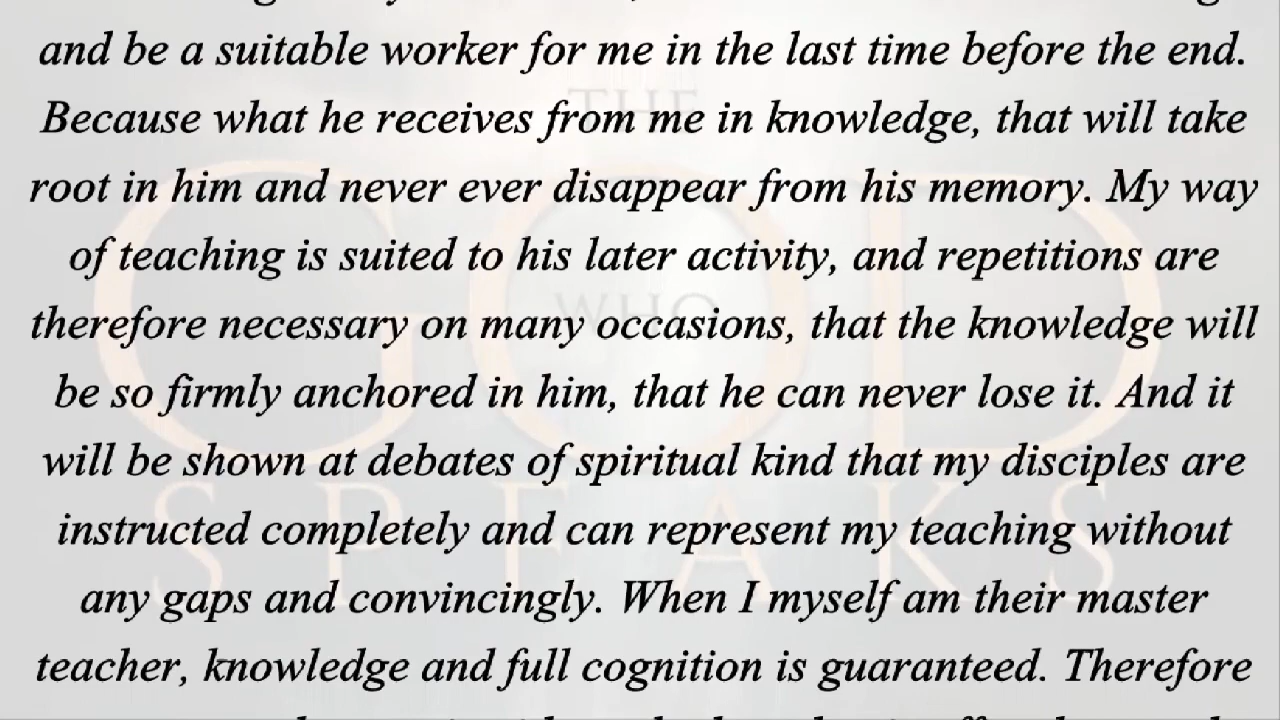 and be a suitable worker for me in the last time before the end.
Because what he receives from me in knowledge, that will take
root in him and never ever disappear from his memory. My way
of teaching is suited to his later activity, and repetitions are
therefore necessary on many occasions, that the knowledge will
be so firmly anchored in him, that he can never lose it. And it
will be shown at debates of spiritual kind that my disciples are
instructed completely and can represent my teaching without
any gaps and convincingly. When I myself am their master
teacher, knowledge and full cognition is guaranteed. Therefore
THE
GOD
WHO
SPEAKS